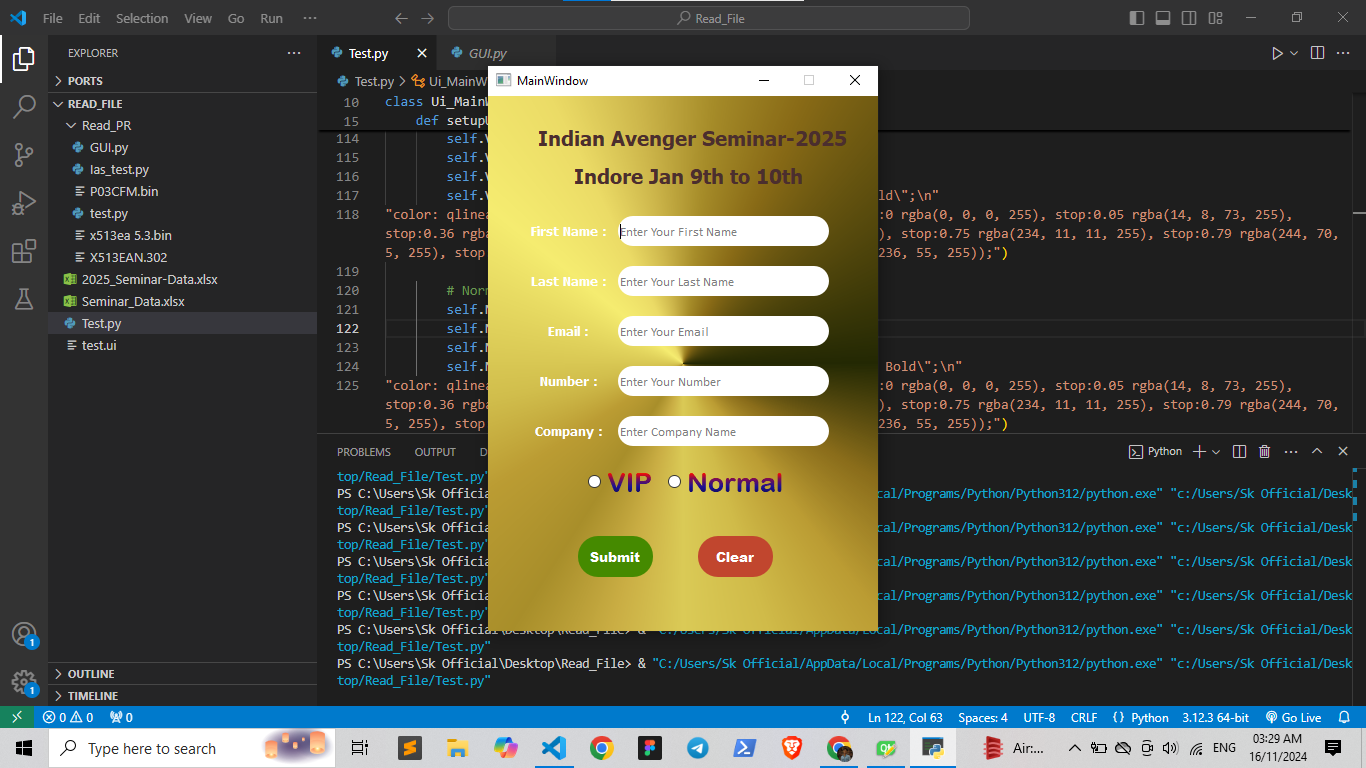 File Edit Selection View Go Run ··· Read_File
EXPLORER ···
PORTS
READ_FILE
Read_PR
GUI.py
Ias_test.py
P03CFM.bin
test.py
x513ea 5.3.bin
X513EAN.302
2025_Seminar-Data.xlsx
Seminar_Data.xlsx
Test.py
test.ui
OUTLINE
TIMELINE
Test.py GUI.py
Test.py > Ui_MainW
10 class Ui_MainW
15 def setupU
114 self.
115 self.
116 self.
117 self. ld\";\n"
118 "color: qlinea :0 rgba(0, 0, 0, 255), stop:0.05 rgba(14, 8, 73, 255),
stop:0.36 rgba ), stop:0.75 rgba(234, 11, 11, 255), stop:0.79 rgba(244, 70,
5, 255), stop 236, 55, 255));")
119
120 # Norm
121 self.N
122 self.N
123 self.N
124 self.N Bold\";\n"
125 "color: qlinea :0 rgba(0, 0, 0, 255), stop:0.05 rgba(14, 8, 73, 255),
stop:0.36 rgba ), stop:0.75 rgba(234, 11, 11, 255), stop:0.79 rgba(244, 70,
5, 255), stop 236, 55, 255));")
MainWindow
Indian Avenger Seminar-2025
Indore Jan 9th to 10th
First Name : Enter Your First Name
Last Name : Enter Your Last Name
Email : Enter Your Email
Number : Enter Your Number
Company : Enter Company Name
VIP Normal
Submit Clear
PROBLEMS OUTPUT D Python
top/Read_File/Test.py"
PS C:\Users\Sk Official ocal/Programs/Python/Python312/python.exe" "c:/Users/Sk Official/Desk
top/Read_File/Test.py"
PS C:\Users\Sk Official ocal/Programs/Python/Python312/python.exe" "c:/Users/Sk Official/Desk
top/Read_File/Test.py"
PS C:\Users\Sk Official ocal/Programs/Python/Python312/python.exe" "c:/Users/Sk Official/Desk
top/Read_File/Test.py"
PS C:\Users\Sk Official ocal/Programs/Python/Python312/python.exe" "c:/Users/Sk Official/Desk
top/Read_File/Test.py"
PS C:\Users\Sk Official\Desktop\Read_File> & "C:/Users/Sk Official/AppData/Local/Programs/Python/Python312/python.exe" "c:/Users/Sk Official/Desk
top/Read_File/Test.py"
PS C:\Users\Sk Official\Desktop\Read_File> & "C:/Users/Sk Official/AppData/Local/Programs/Python/Python312/python.exe" "c:/Users/Sk Official/Desk
top/Read_File/Test.py"
0 0 0 Ln 122, Col 63 Spaces: 4 UTF-8 CRLF Python 3.12.3 64-bit Go Live
Type here to search Air:... ENG 03:29 AM
16/11/2024